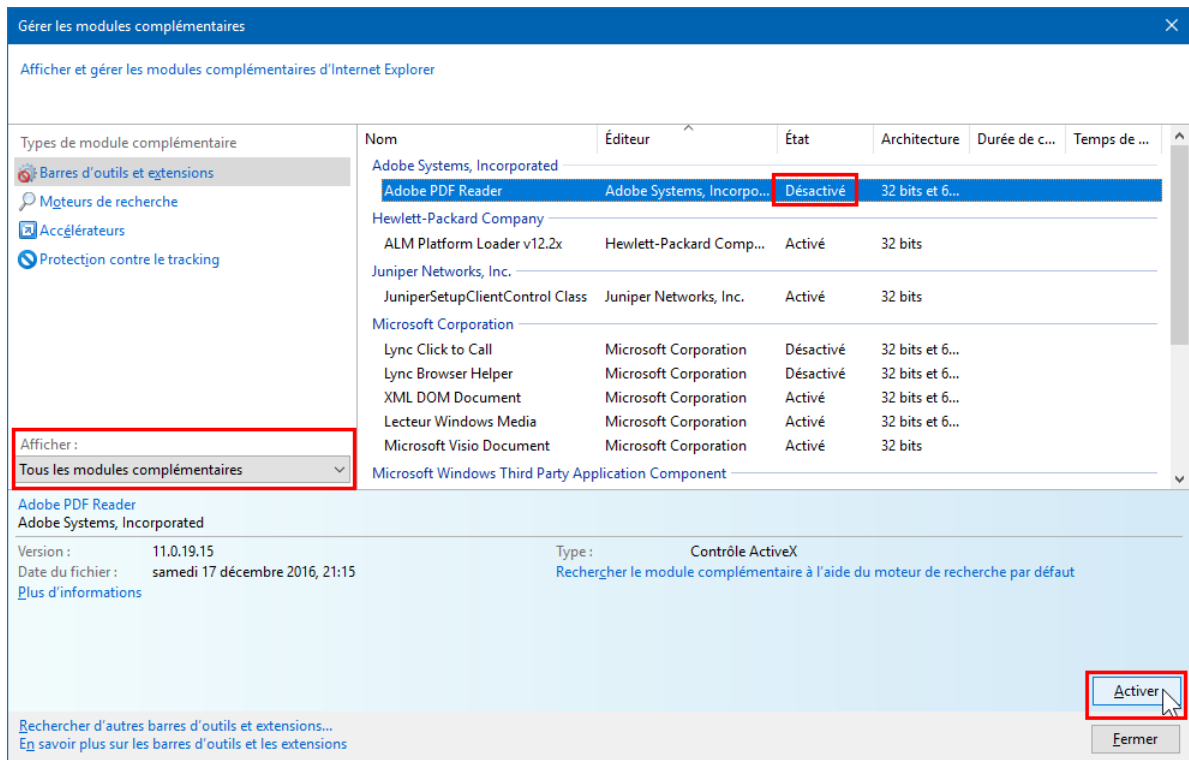 Gérer les modules complémentaires
Afficher et gérer les modules complémentaires d'Internet Explorer
Types de module complémentaire
Barres d'outils et extensions
Moteurs de recherche
Accélérateurs
Protection contre le tracking
Afficher :
Tous les modules complémentaires
Nom Éditeur État Architecture Durée de c... Temps de ...
Adobe Systems, Incorporated
Adobe PDF Reader Adobe Systems, Incorpo... Désactivé 32 bits et 6...
Hewlett-Packard Company
ALM Platform Loader v12.2x Hewlett-Packard Comp... Activé 32 bits
Juniper Networks, Inc.
JuniperSetupClientControl Class Juniper Networks, Inc. Activé 32 bits
Microsoft Corporation
Lync Click to Call Microsoft Corporation Désactivé 32 bits et 6...
Lync Browser Helper Microsoft Corporation Désactivé 32 bits et 6...
XML DOM Document Microsoft Corporation Activé 32 bits et 6...
Lecteur Windows Media Microsoft Corporation Activé 32 bits et 6...
Microsoft Visio Document Microsoft Corporation Activé 32 bits
Microsoft Windows Third Party Application Component
Adobe PDF Reader
Adobe Systems, Incorporated
Version : 11.0.19.15 Type : Contrôle ActiveX
Date du fichier : samedi 17 décembre 2016, 21:15 Rechercher le module complémentaire à l'aide du moteur de recherche par défaut
Plus d'informations
Activer
Rechercher d'autres barres d'outils et extensions...
En savoir plus sur les barres d'outils et les extensions
Fermer